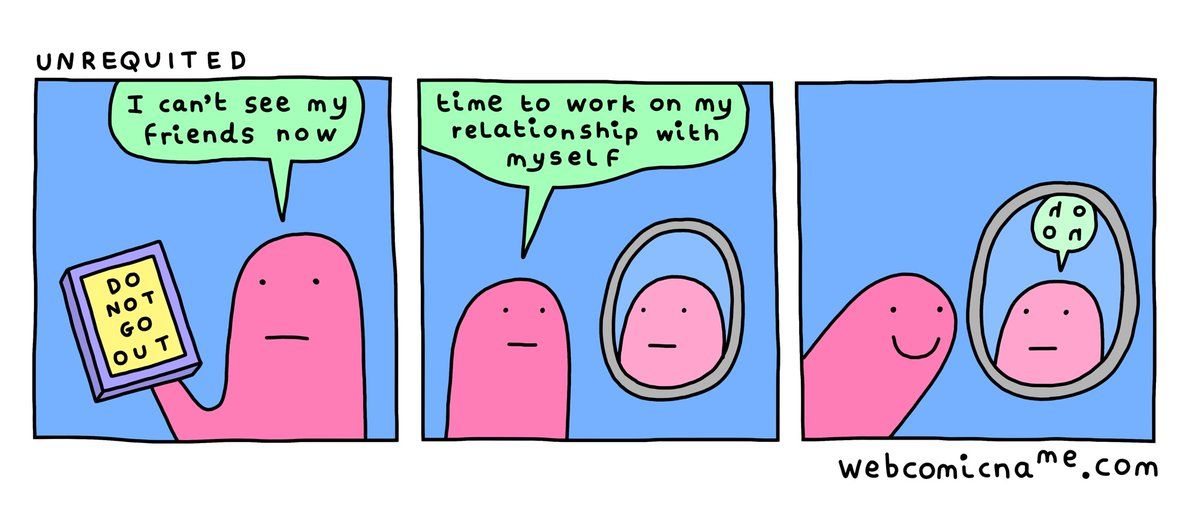 UNREQUITED
I can't see my
friends now
DO
NOT
GO
OUT
time to work on my
relationship with
myself
oh
no
webcomicname.com